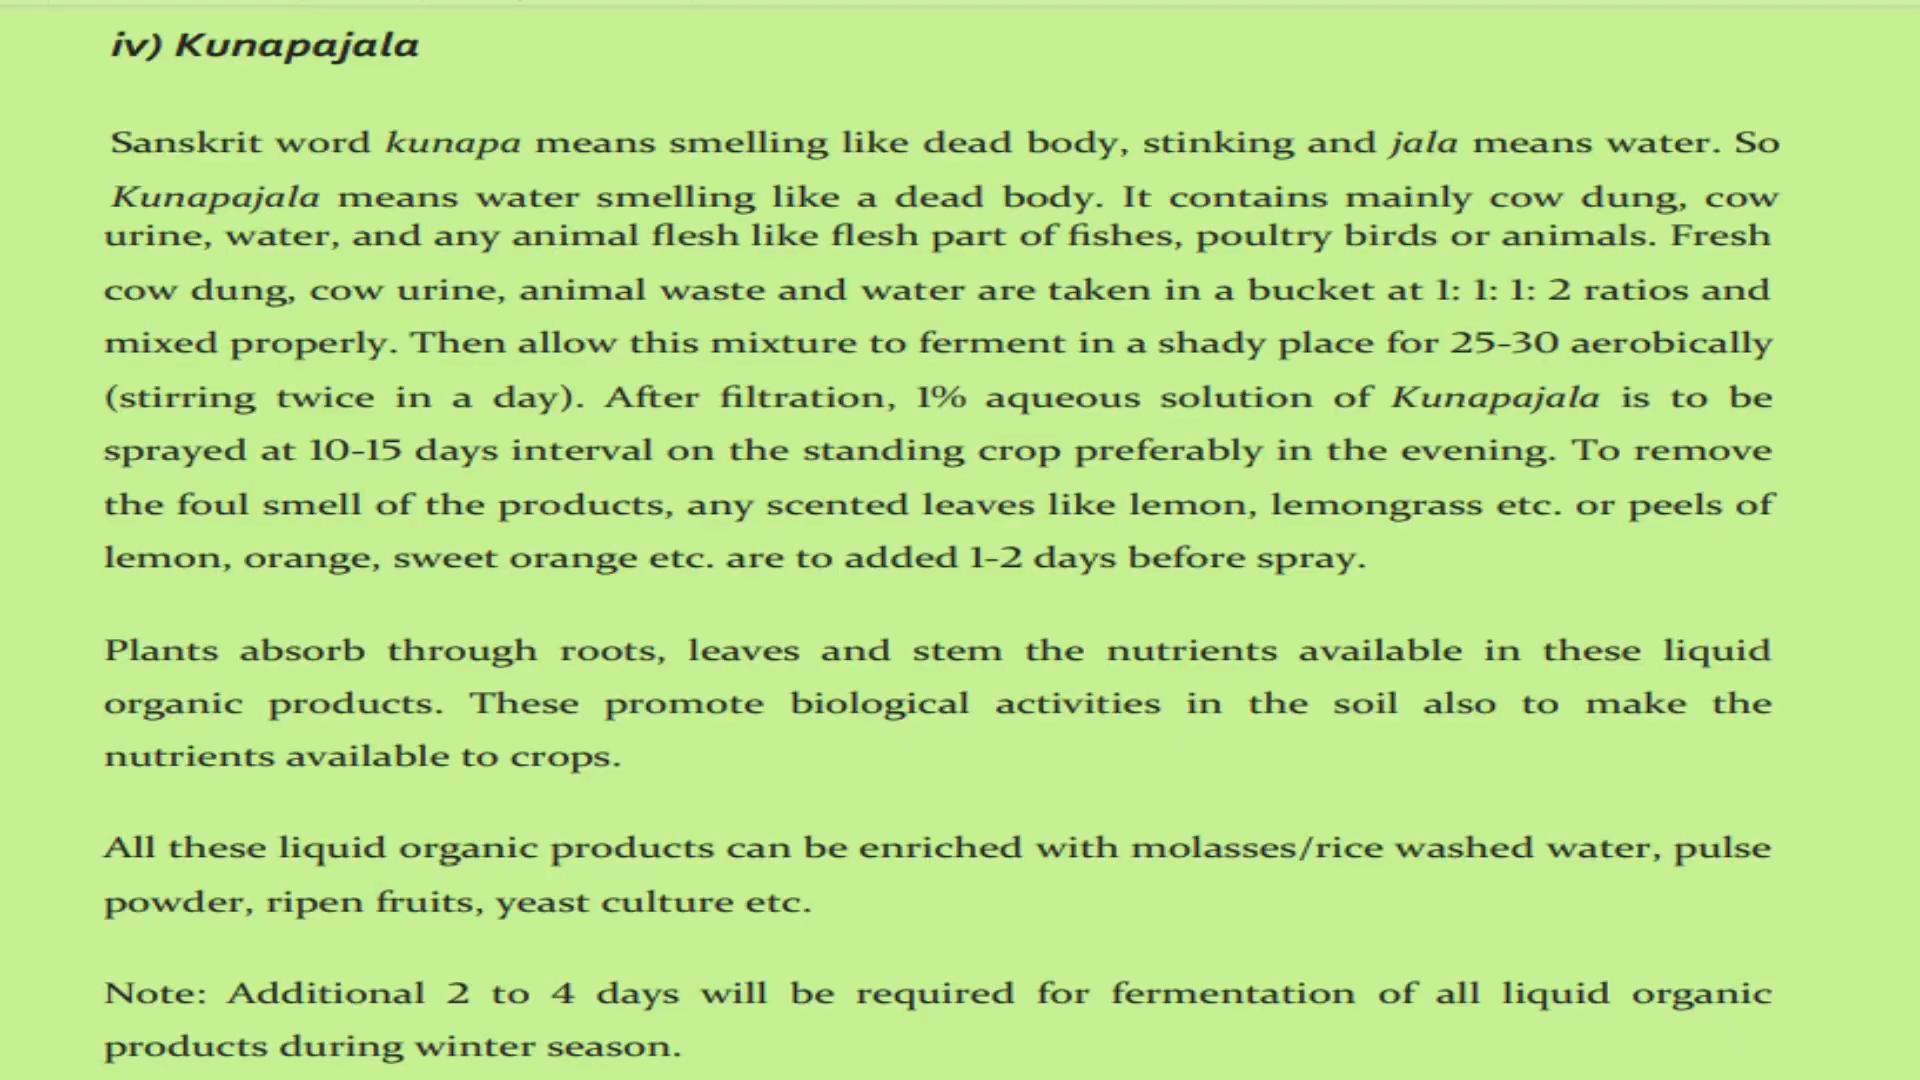 iv) Kunapajala
Sanskrit word kunapa means smelling like dead body, stinking and jala means water. So
Kunapajala means water smelling like a dead body. It contains mainly cow dung, cow
urine, water, and any animal flesh like flesh part of fishes, poultry birds or animals. Fresh
cow dung, cow urine, animal waste and water are taken in a bucket at 1: 1: 1: 2 ratios and
mixed properly. Then allow this mixture to ferment in a shady place for 25-30 aerobically
(stirring twice in a day). After filtration, 1% aqueous solution of Kunapajala is to be
sprayed at 10-15 days interval on the standing crop preferably in the evening. To remove
the foul smell of the products, any scented leaves like lemon, lemongrass etc. or peels of
lemon, orange, sweet orange etc. are to added 1-2 days before spray.
Plants absorb through roots, leaves and stem the nutrients available in these liquid
organic products. These promote biological activities in the soil also to make the
nutrients available to crops.
All these liquid organic products can be enriched with molasses/rice washed water, pulse
powder, ripen fruits, yeast culture etc.
Note: Additional 2 to 4 days will be required for fermentation of all liquid organic
products during winter season.